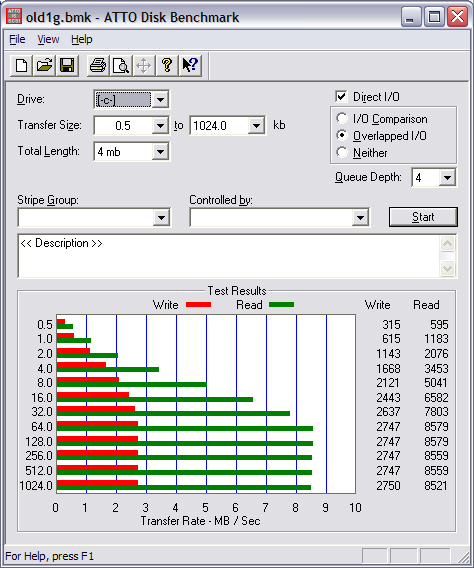 old1g.bmk - ATTO Disk Benchmark
File View Help
Drive: [-c-] Direct I/O
Transfer Size: 0.5 to 1024.0 kb I/O Comparison
Overlapped I/O
Total Length: 4 mb Neither
Queue Depth: 4
Stripe Group: Controlled by: Start
<< Description >>
Test Results
Write Read Write Read
0.5 315 595
1.0 615 1183
2.0 1143 2076
4.0 1668 3453
8.0 2121 5041
16.0 2443 6582
32.0 2637 7803
64.0 2747 8579
128.0 2747 8579
256.0 2747 8559
512.0 2747 8559
1024.0 2750 8521
0 1 2 3 4 5 6 7 8 9 10
Transfer Rate - MB / Sec
For Help, press F1